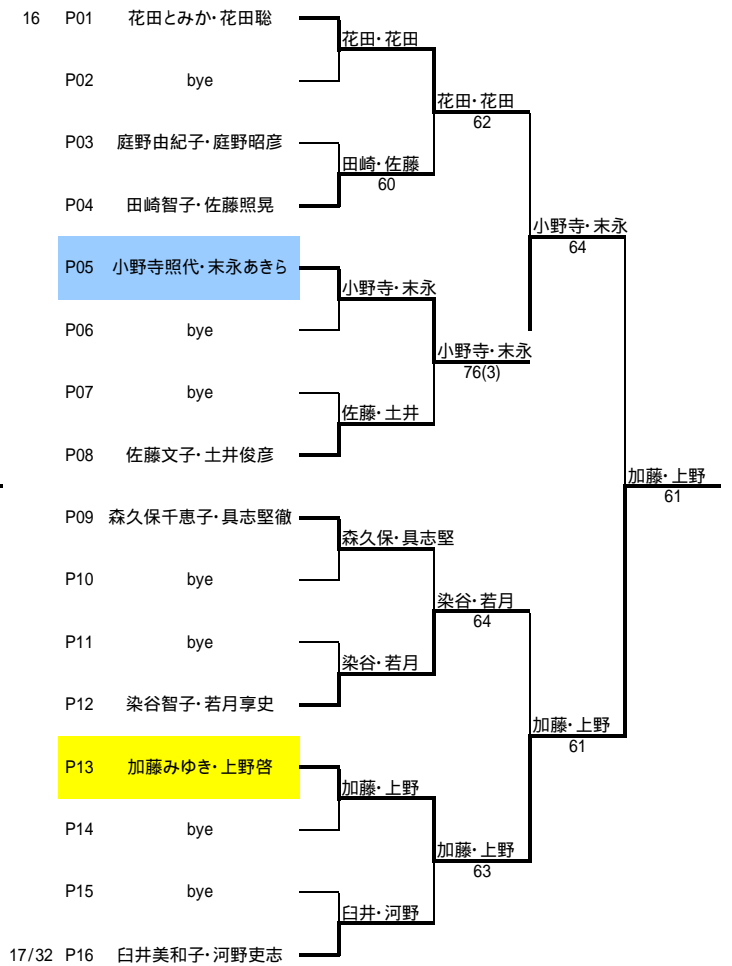 16 P01 花田とみか・花田聡
花田・花田
P02 bye
花田・花田
62
P03 庭野由紀子・庭野昭彦
田崎・佐藤
60
P04 田崎智子・佐藤照晃
小野寺・末永
64
P05 小野寺照代・末永あきら
小野寺・末永
P06 bye
小野寺・末永
76(3)
P07 bye
佐藤・土井
P08 佐藤文子・土井俊彦
加藤・上野
61
P09 森久保千恵子・具志堅徹
森久保・具志堅
P10 bye
染谷・若月
64
P11 bye
染谷・若月
P12 染谷智子・若月享史
加藤・上野
61
P13 加藤みゆき・上野啓
加藤・上野
P14 bye
加藤・上野
63
P15 bye
臼井・河野
17/32 P16 臼井美和子・河野吏志